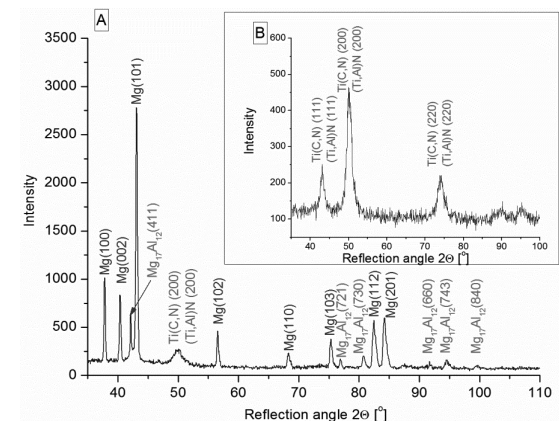 A
B
3500
3000
2500
2000
1500
1000
500
0
Intensity
40
50
60
70
80
90
100
110
Reflection angle 2Θ [°]
Mg(100)
Mg(002)
Mg(101)
Mg17Al12(411)
Ti(C,N) (200)
(Ti,Al)N (200)
Mg(102)
Mg(110)
Mg(103)
Mg17Al12(721)
Mg17Al12(730)
Mg(112)
Mg(201)
Mg17Al12(660)
Mg17Al12(743)
Mg17Al12(840)
600
500
400
300
200
100
Intensity
Ti(C,N) (111)
(Ti,Al)N (111)
Ti(C,N) (200)
(Ti,Al)N (200)
Ti(C,N) (220)
(Ti,Al)N (220)
40
50
60
70
80
90
100
Reflection angle 2Θ [°]